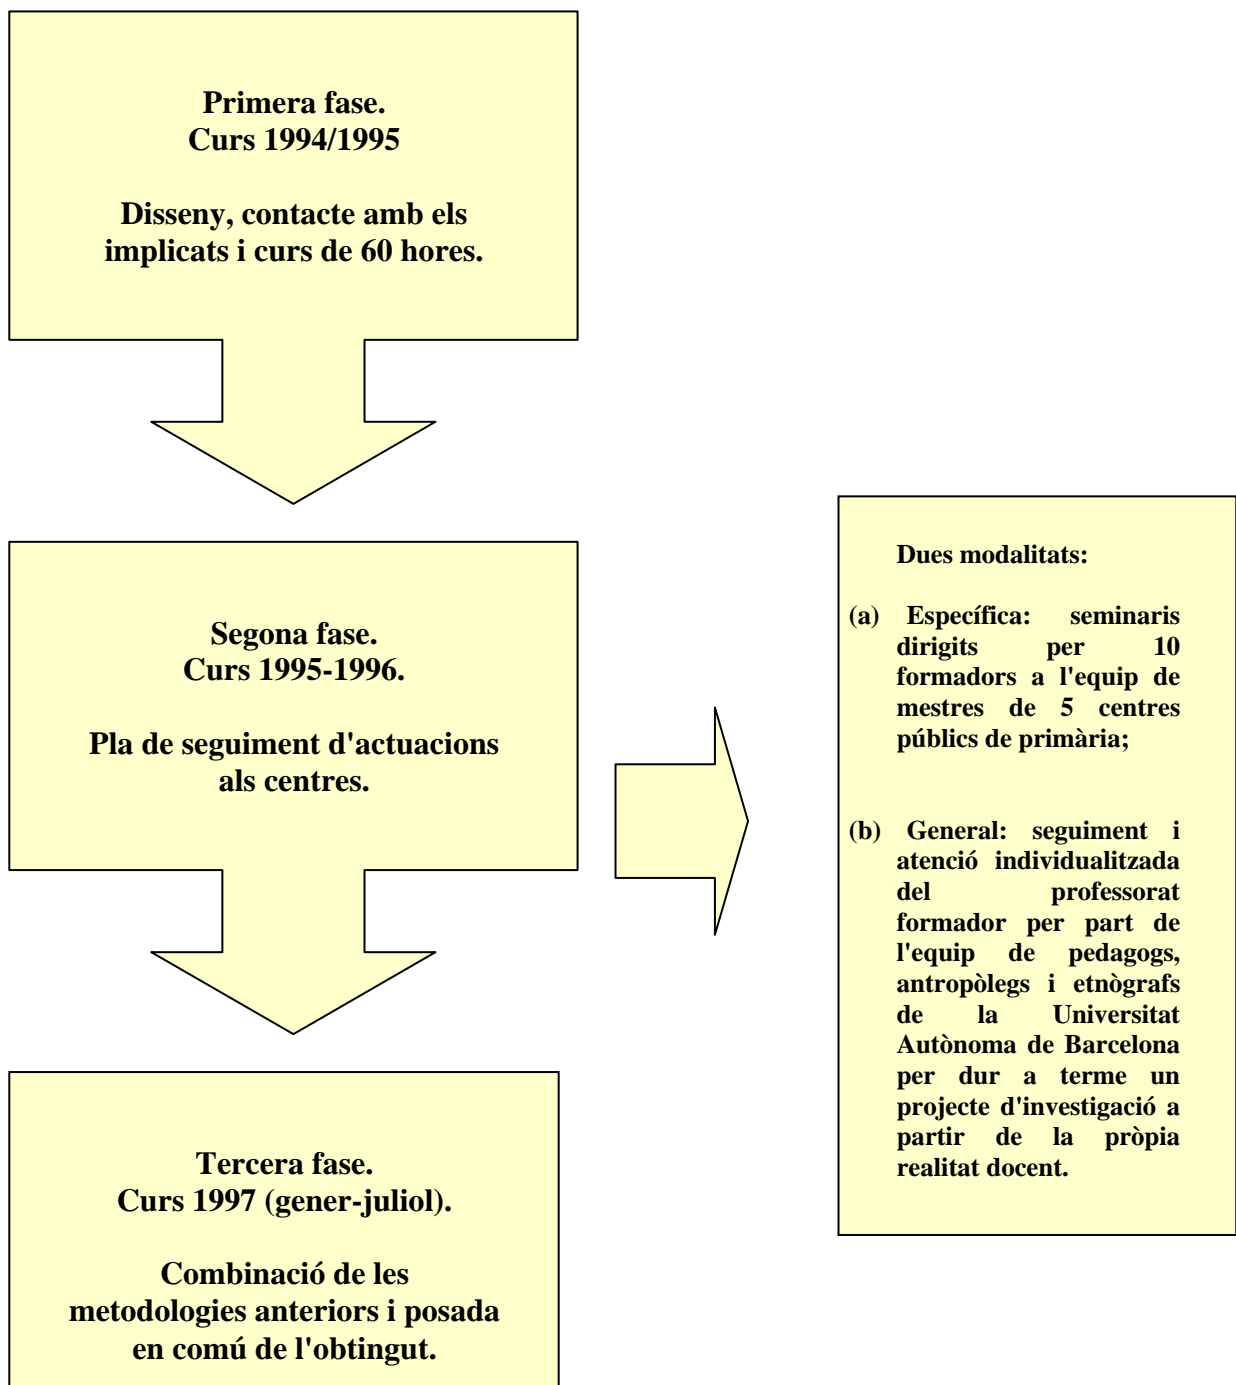 Primera fase.
Curs 1994/1995
Disseny, contacte amb els
implicats i curs de 60 hores.
Segona fase.
Curs 1995-1996.
Pla de seguiment d'actuacions
als centres.
Dues modalitats:
(a) Específica: seminaris
dirigits per 10
formadors a l'equip de
mestres de 5 centres
públics de primària;
(b) General: seguiment i
atenció individualitzada
del professorat
formador per part de
l'equip de pedagogs,
antropòlegs i etnògrafs
de la Universitat
Autònoma de Barcelona
per dur a terme un
projecte d'investigació a
partir de la pròpia
realitat docent.
Tercera fase.
Curs 1997 (gener-juliol).
Combinació de les
metodologies anteriors i posada
en comú de l'obtingut.